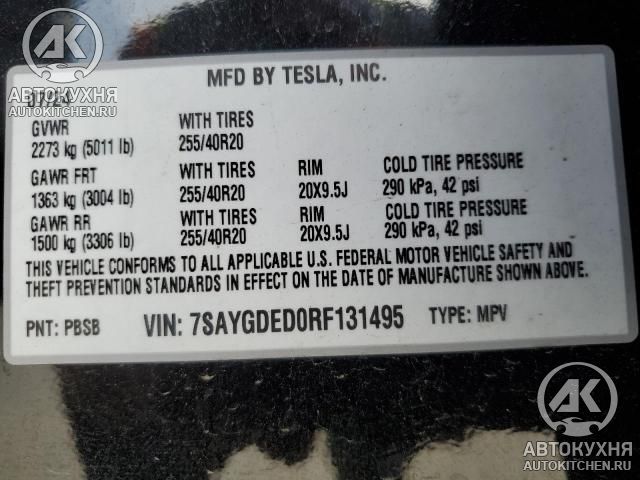 MFD BY TESLA, INC.
07/24
GVWR WITH TIRES
2273 kg (5011 lb) 255/40R20
GAWR FRT WITH TIRES RIM COLD TIRE PRESSURE
1363 kg (3004 lb) 255/40R20 20X9.5J 290 kPa, 42 psi
GAWR RR WITH TIRES RIM COLD TIRE PRESSURE
1500 kg (3306 lb) 255/40R20 20X9.5J 290 kPa, 42 psi
THIS VEHICLE CONFORMS TO ALL APPLICABLE U.S. FEDERAL MOTOR VEHICLE SAFETY AND
THEFT PREVENTION STANDARDS IN EFFECT ON THE DATE OF MANUFACTURE SHOWN ABOVE.
PNT: PBSB VIN: 7SAYGDED0RF131495 TYPE: MPV
АК
АВТОКУХНЯ
AUTOKITCHEN.RU
АК
АВТОКУХНЯ
AUTOKITCHEN.RU